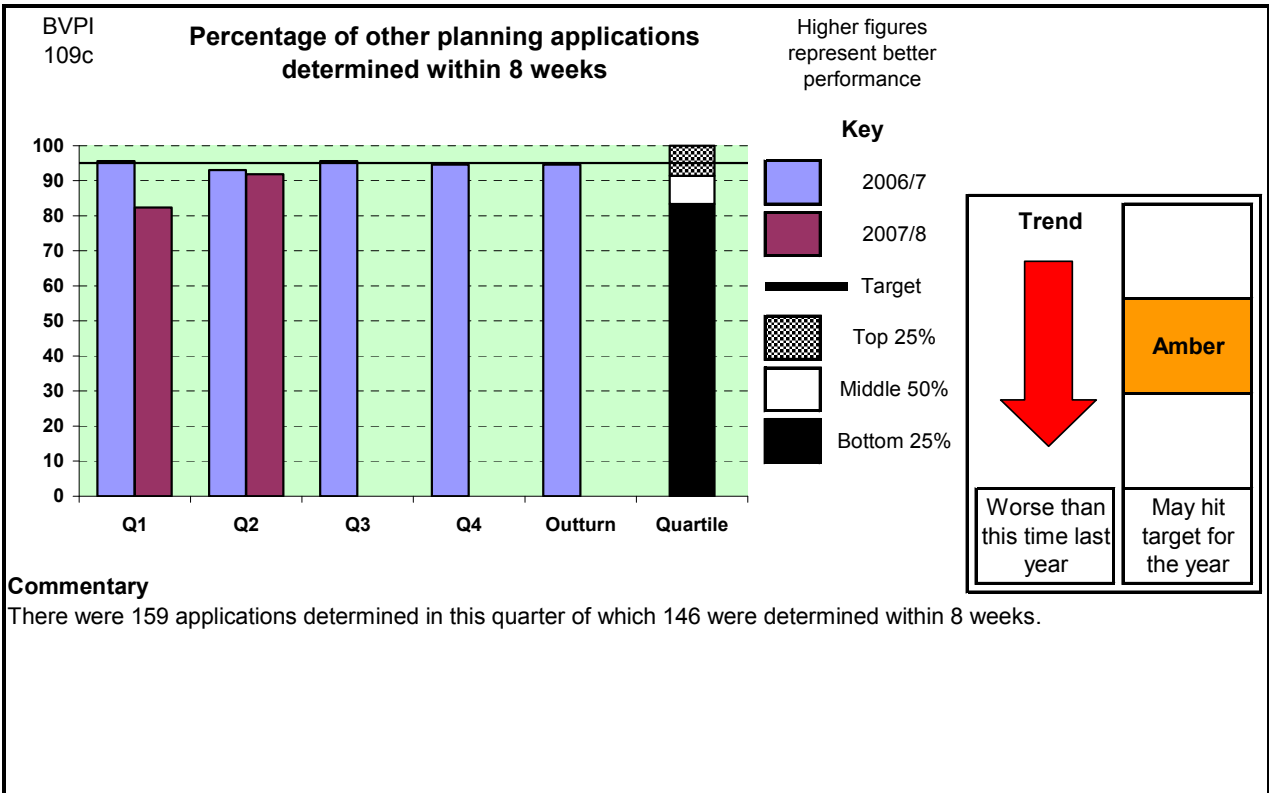 BVPI
109c
Percentage of other planning applications
determined within 8 weeks
Higher figures
represent better
performance
100
90
80
70
60
50
40
30
20
10
0
Q1 Q2 Q3 Q4 Outturn Quartile
Key
2006/7
2007/8
Target
Top 25%
Middle 50%
Bottom 25%
Trend
Amber
Worse than
this time last
year
May hit
target for
the year
Commentary
There were 159 applications determined in this quarter of which 146 were determined within 8 weeks.